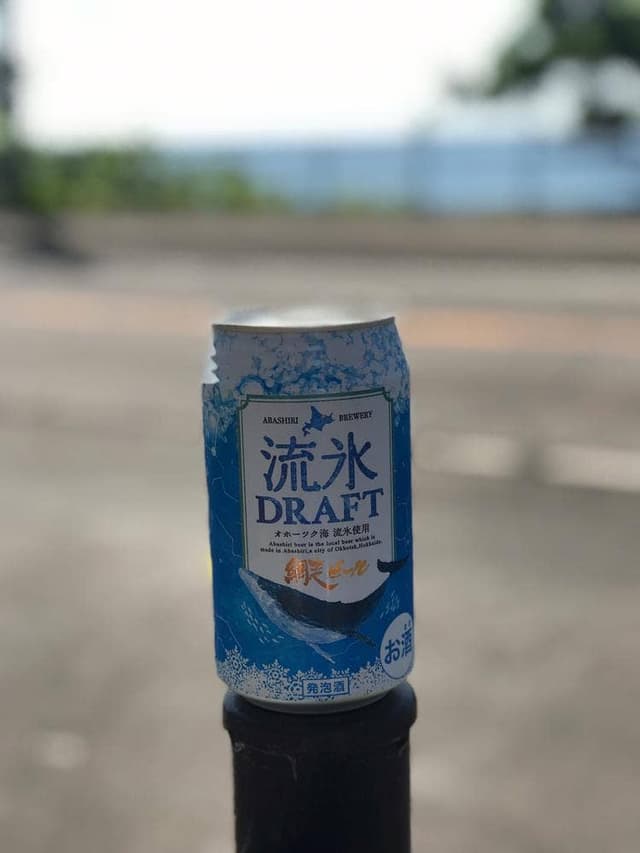 ABASHIRI BREWERY
流氷
DRAFT
オホーツク海 流氷使用
Abashiri beer is the local beer which is
made in Abashiri,a city of Okhotsk,Hokkaido.
網走ビール
お酒
発泡酒